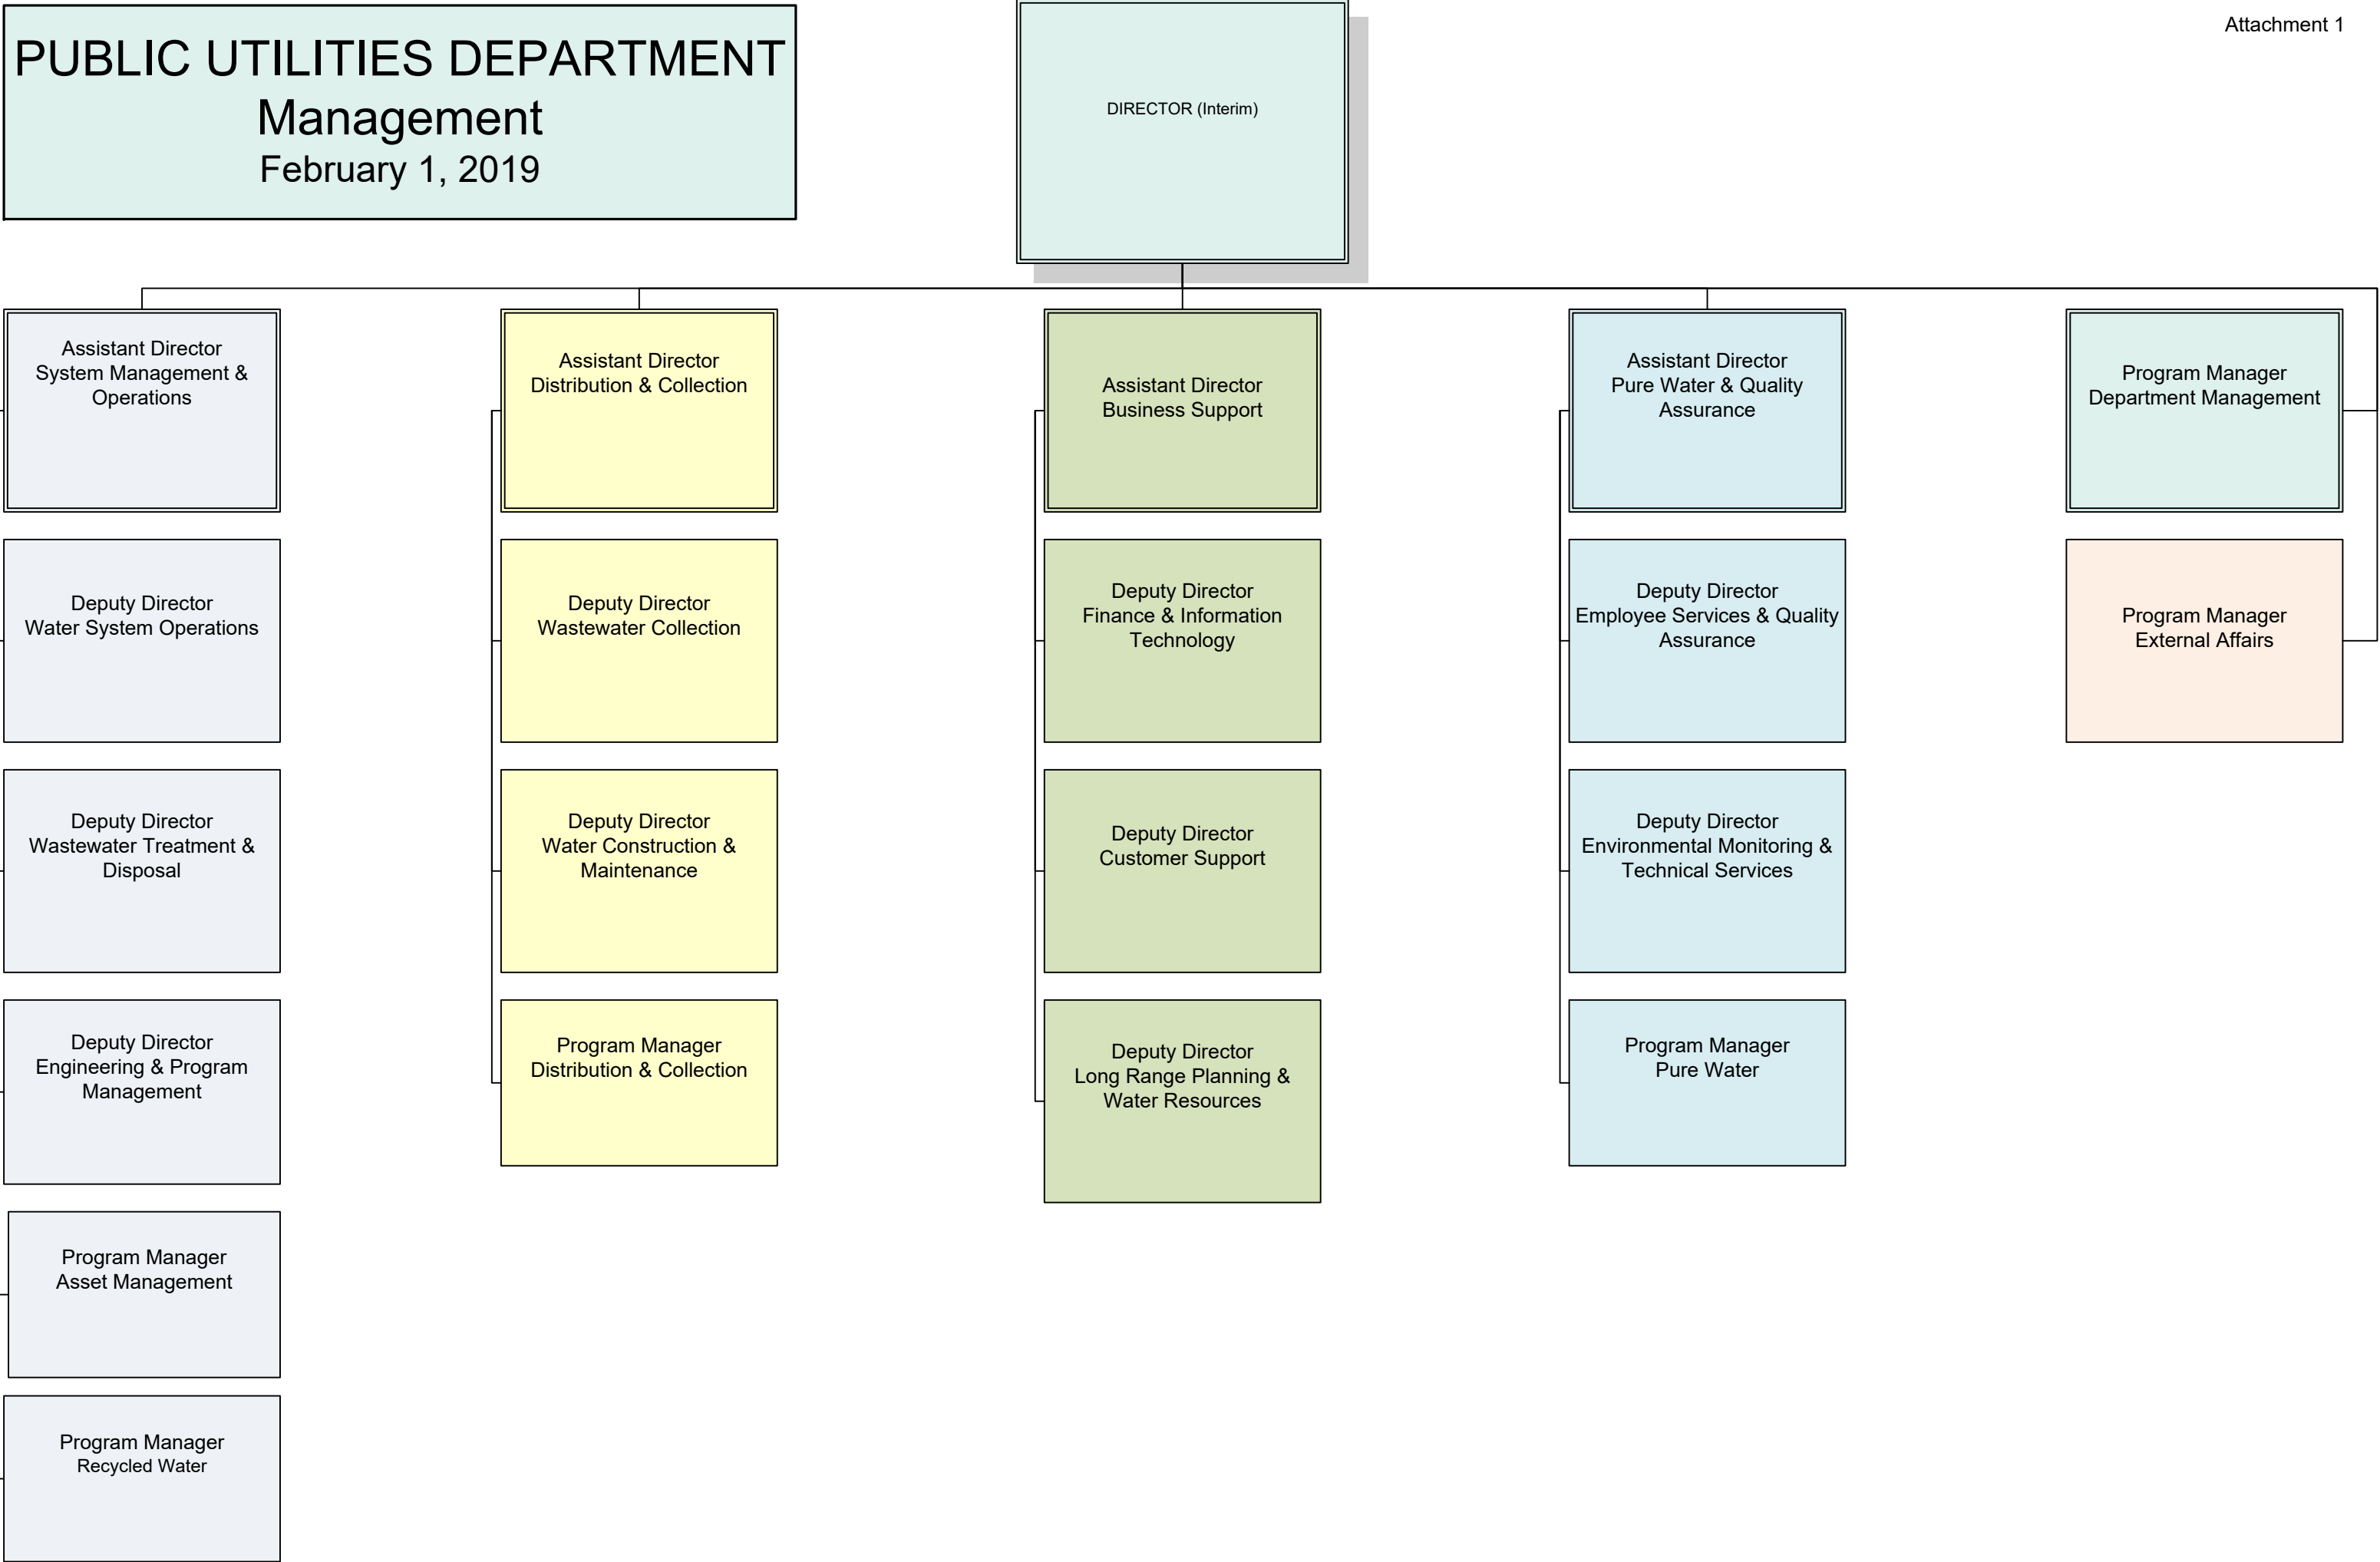 PUBLIC UTILITIES DEPARTMENT
Management
February 1, 2019
DIRECTOR (Interim)
Attachment 1
Assistant Director
System Management &
Operations
Deputy Director
Water System Operations
Deputy Director
Wastewater Treatment &
Disposal
Deputy Director
Engineering & Program
Management
Program Manager
Asset Management
Program Manager
Recycled Water
Assistant Director
Distribution & Collection
Deputy Director
Wastewater Collection
Deputy Director
Water Construction &
Maintenance
Program Manager
Distribution & Collection
Assistant Director
Business Support
Deputy Director
Finance & Information
Technology
Deputy Director
Customer Support
Deputy Director
Long Range Planning &
Water Resources
Assistant Director
Pure Water & Quality
Assurance
Deputy Director
Employee Services & Quality
Assurance
Deputy Director
Environmental Monitoring &
Technical Services
Program Manager
Pure Water
Program Manager
Department Management
Program Manager
External Affairs